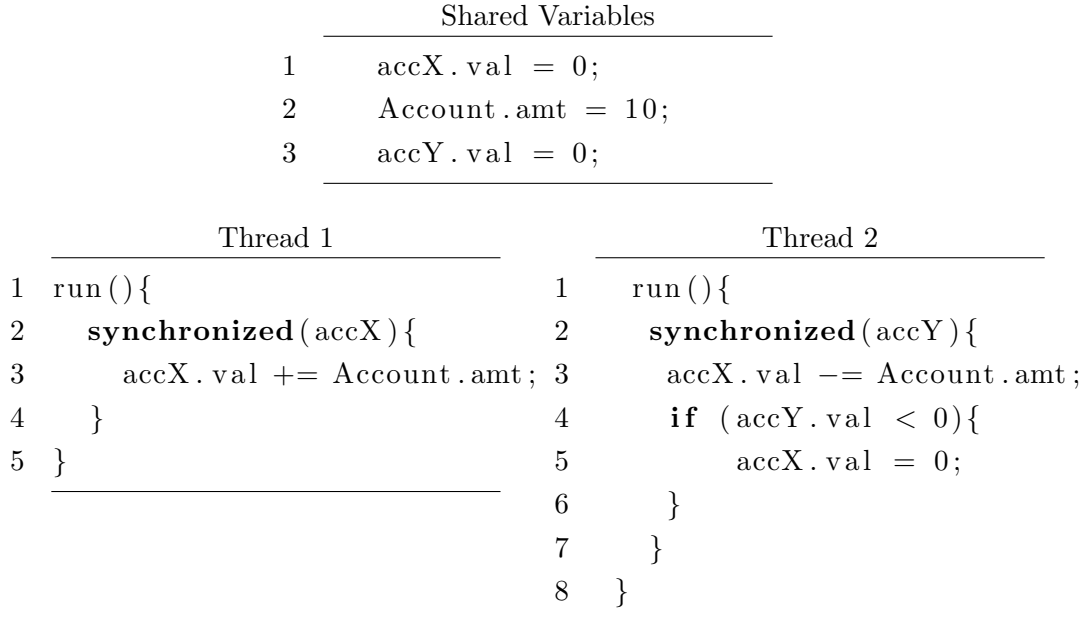 Shared Variables
1 accX.val = 0;
2 Account.amt = 10;
3 accY.val = 0;
Thread 1
1 run(){
2 synchronized(accX){
3 accX.val += Account.amt;
4 }
5 }
Thread 2
1 run(){
2 synchronized(accY){
3 accX.val −= Account.amt;
4 if (accY.val < 0){
5 accX.val = 0;
6 }
7 }
8 }